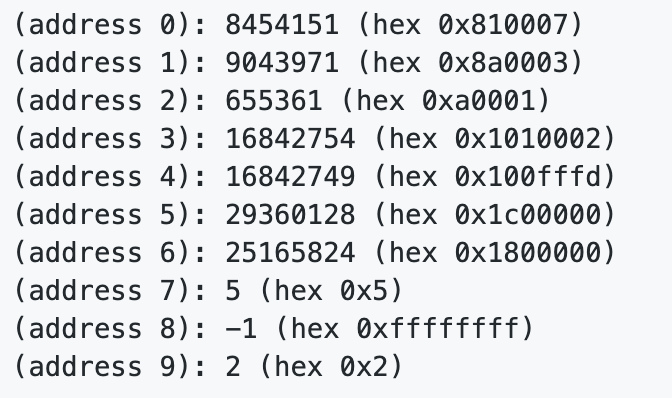 (address 0): 8454151 (hex 0x810007)
(address 1): 9043971 (hex 0x8a0003)
(address 2): 655361 (hex 0xa0001)
(address 3): 16842754 (hex 0x1010002)
(address 4): 16842749 (hex 0x100fffd)
(address 5): 29360128 (hex 0x1c00000)
(address 6): 25165824 (hex 0x1800000)
(address 7): 5 (hex 0x5)
(address 8): -1 (hex 0xffffffff)
(address 9): 2 (hex 0x2)